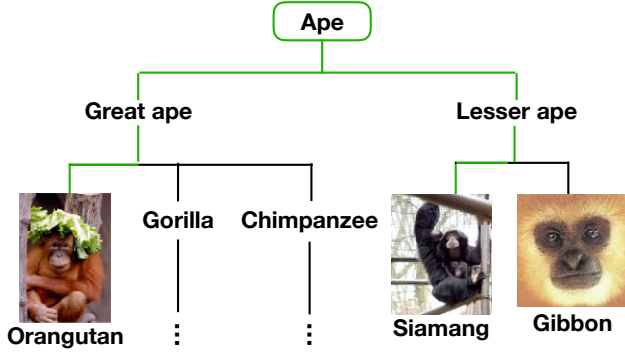 Ape
Great ape
Lesser ape
Gorilla
Chimpanzee
Orangutan
Siamang
Gibbon